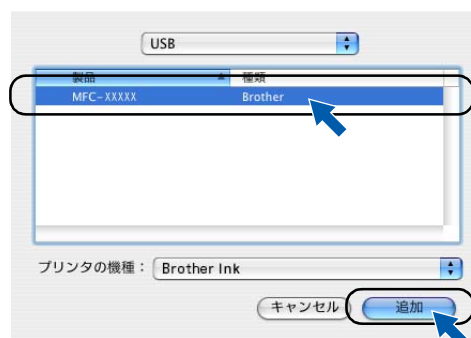 USB
製品 種類
MFC-XXXXX Brother
プリンタの機種： Brother Ink
キャンセル 追加